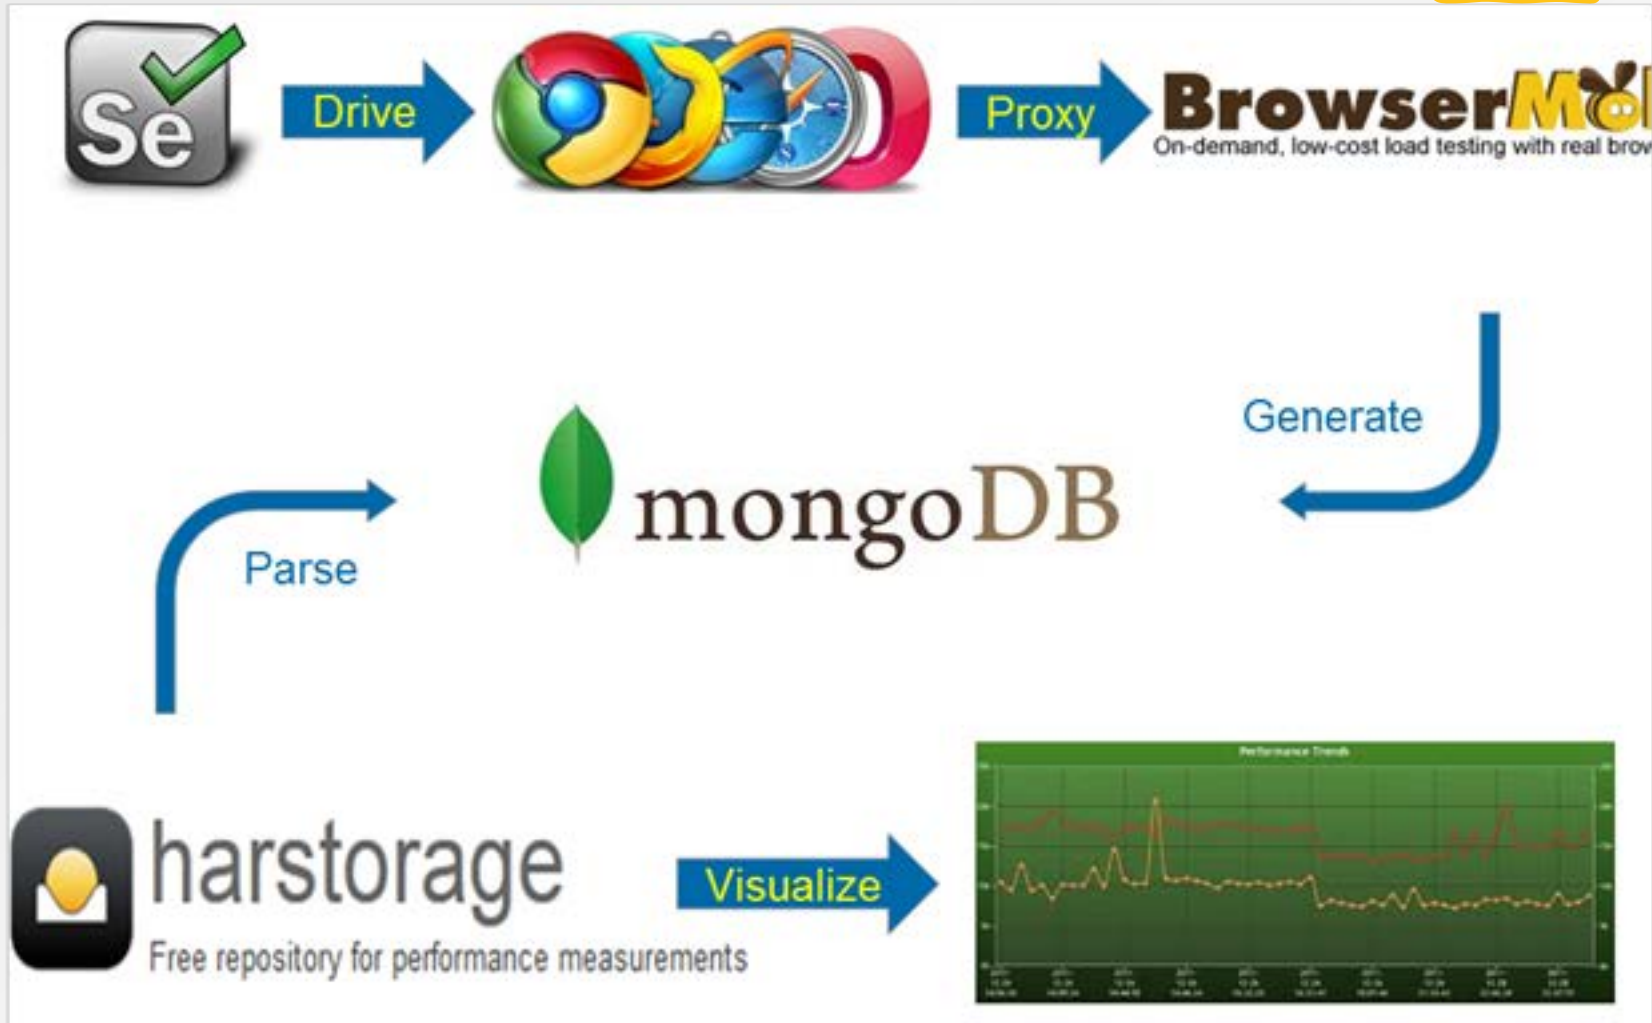 Se
Drive
Proxy
BrowserMo
On-demand, low-cost load testing with real brow
Generate
mongoDB
Parse
harstorage
Free repository for performance measurements
Visualize
Performance Trends